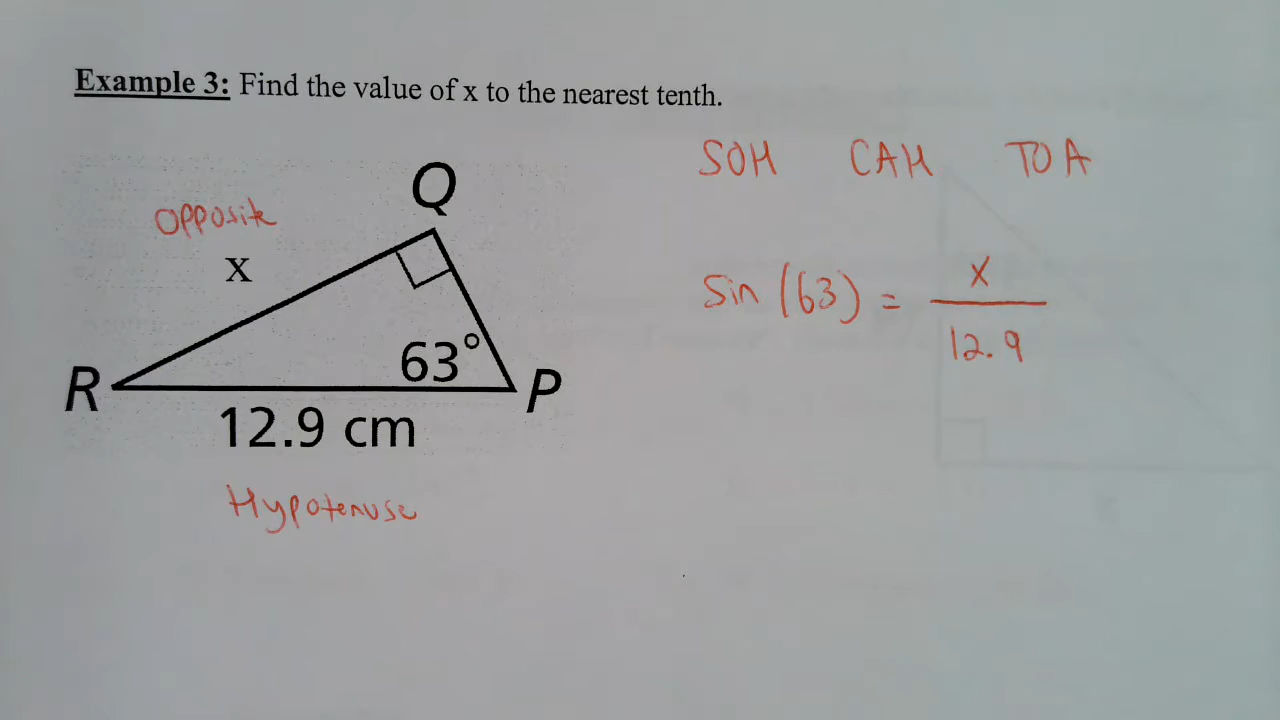 Example 3: Find the value of x to the nearest tenth.
SOH CAH TOA
Q
Opposite
x
Sin (63) = x / 12.9
63°
R
P
12.9 cm
Hypotenuse